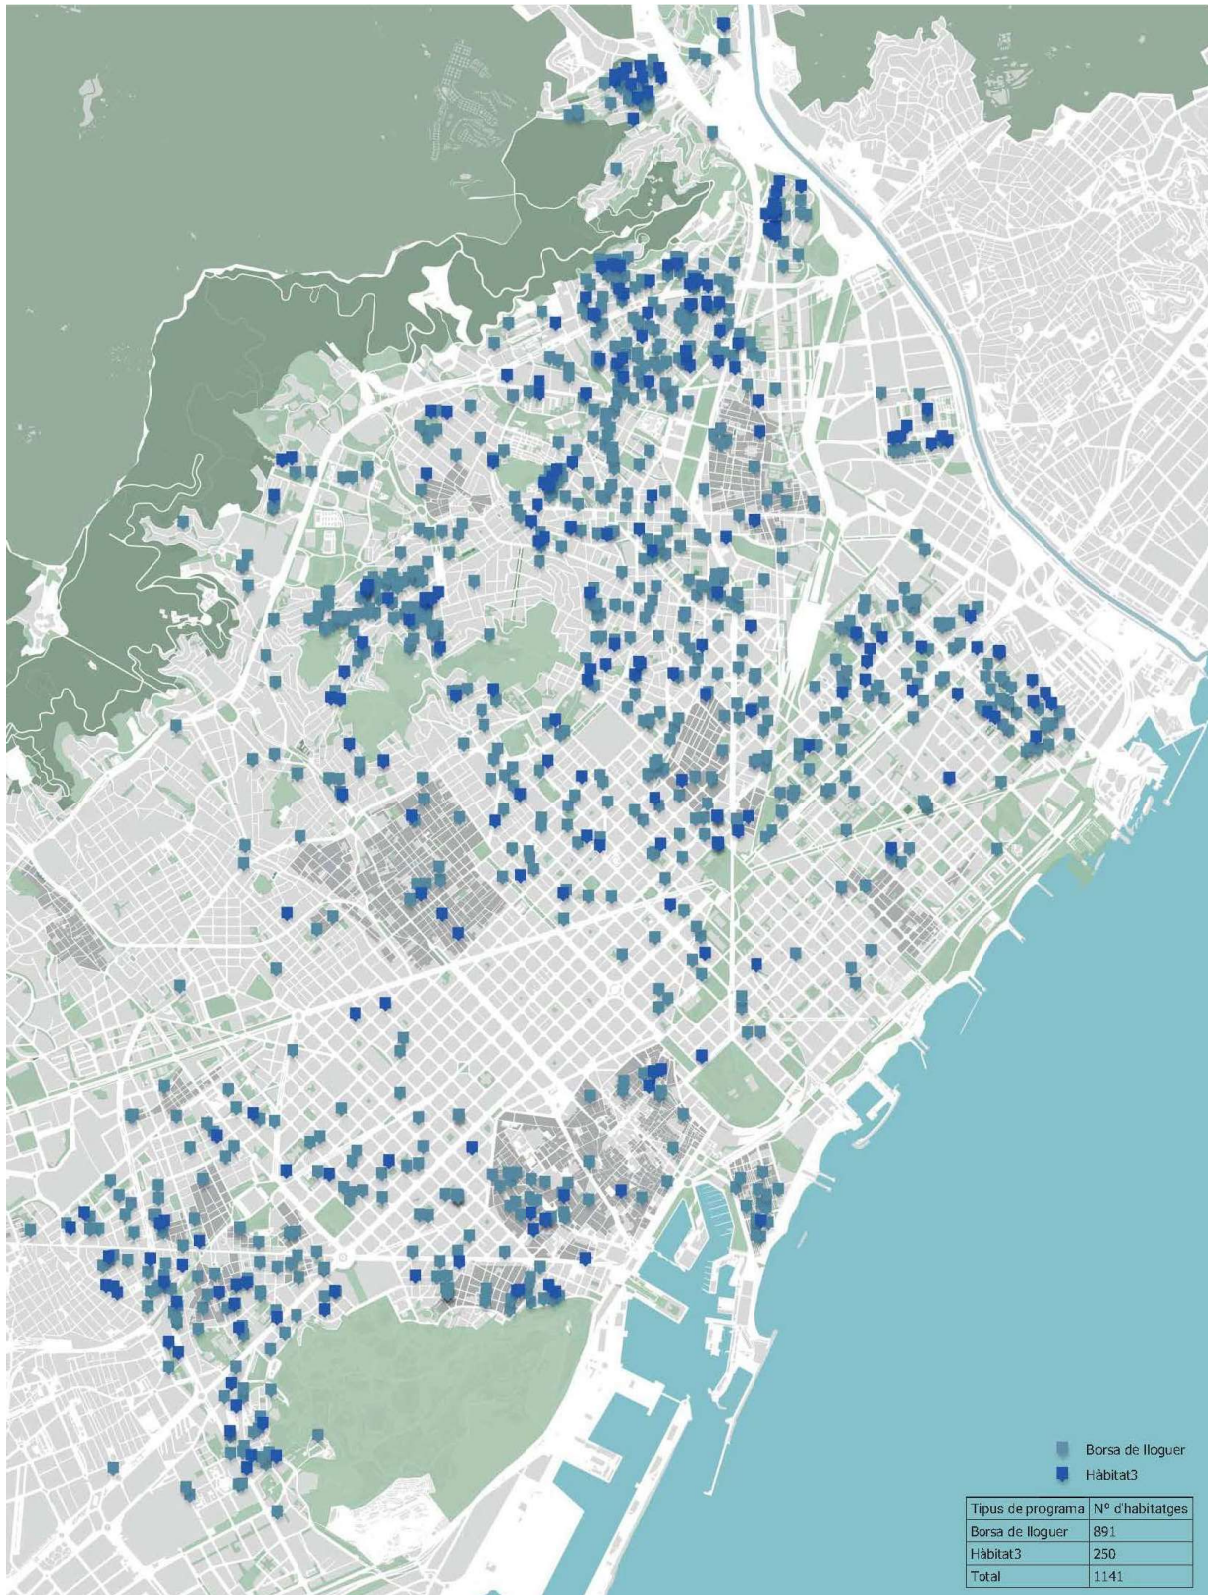 Borsa de lloguer
Hàbitat3
Tipus de programa Nº d'habitatges
Borsa de lloguer 891
Hàbitat3 250
Total 1141